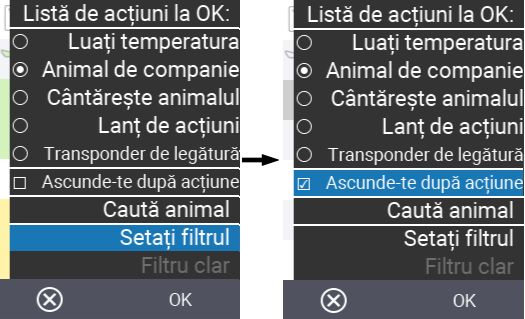 Listă de acțiuni la OK:
Luați temperatura
Animal de companie
Cântărește animalul
Lanț de acțiuni
Transponder de legătură
Ascunde-te după acțiune
Caută animal
Setați filtrul
Filtru clar
OK
Listă de acțiuni la OK:
Luați temperatura
Animal de companie
Cântărește animalul
Lanț de acțiuni
Transponder de legătură
Ascunde-te după acțiune
Caută animal
Setați filtrul
Filtru clar
OK